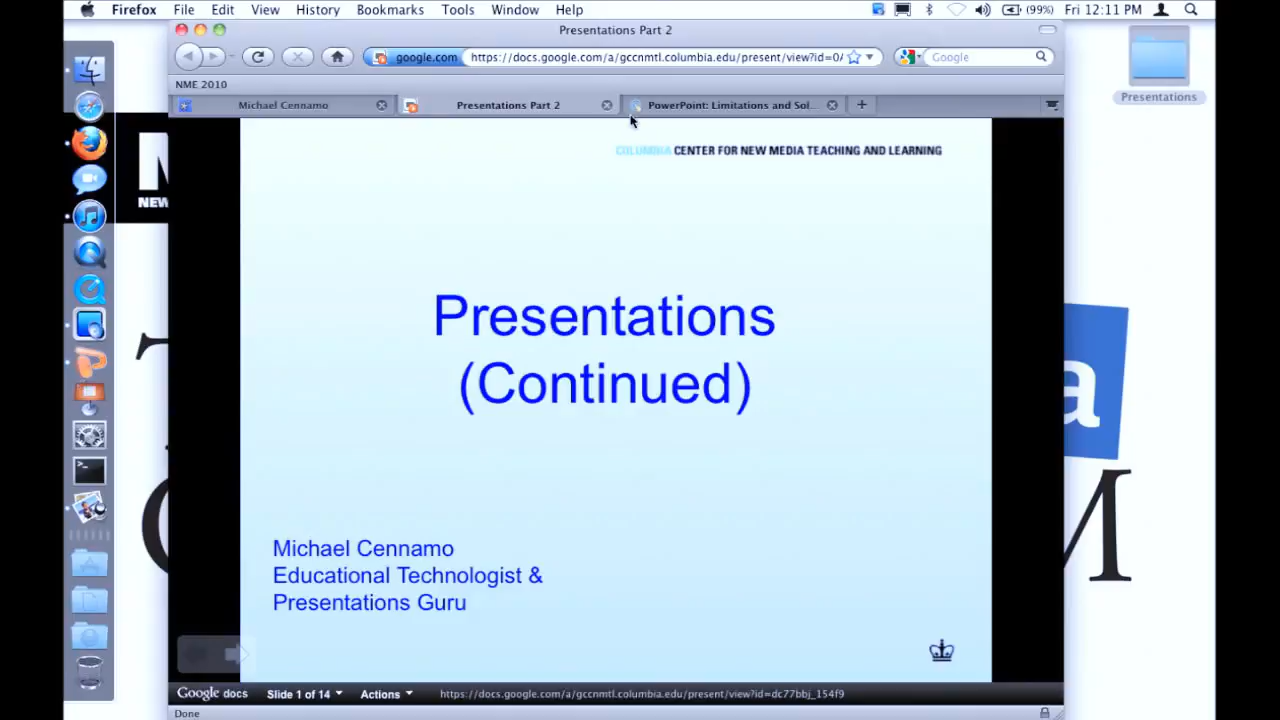 Firefox File Edit View History Bookmarks Tools Window Help (99%) Fri 12:11 PM
Presentations Part 2
google.com https://docs.google.com/a/gccnmtl.columbia.edu/present/view?id=0 Google
NME 2010
Michael Cennamo Presentations Part 2 PowerPoint: Limitations and Sol...
Presentations
COLUMBIA CENTER FOR NEW MEDIA TEACHING AND LEARNING
NEW
Presentations
(Continued)
a
M
Michael Cennamo
Educational Technologist &
Presentations Guru
Google docs Slide 1 of 14 Actions https://docs.google.com/a/gccnmtl.columbia.edu/present/view?id=dc77bbj_154f9
Done